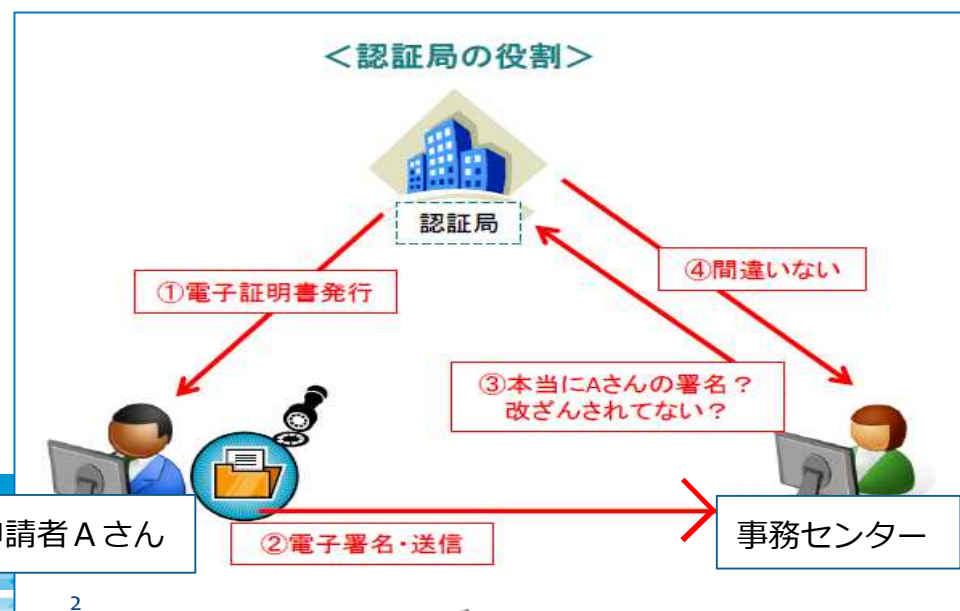 ＜認証局の役割＞
認証局
①電子証明書発行
④間違いない
③本当にAさんの署名？
改ざんされてない？
請者Ａさん
事務センター
②電子署名・送信
2